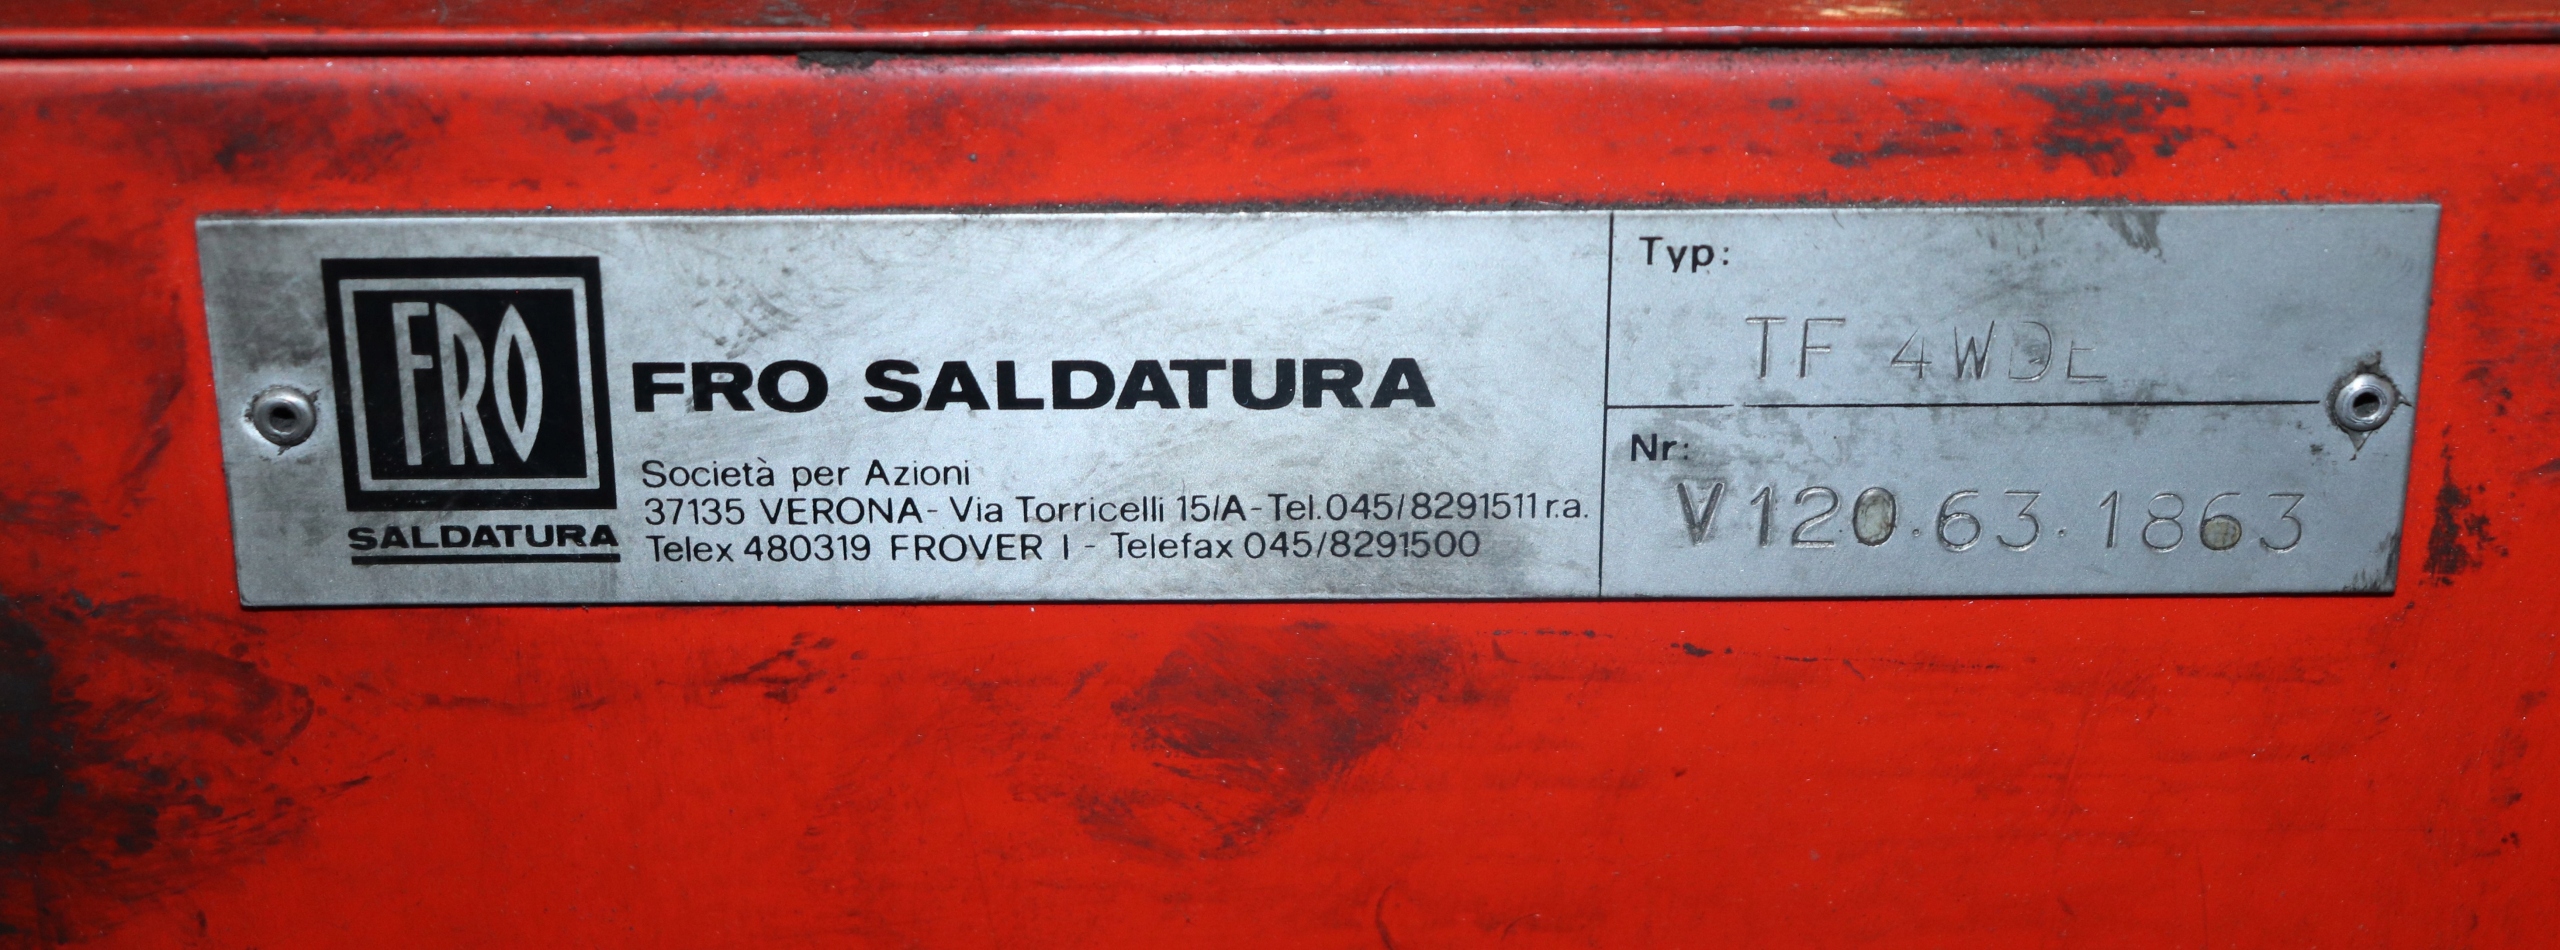 FRO
SALDATURA
FRO SALDATURA
Società per Azioni
37135 VERONA - Via Torricelli 15/A - Tel. 045/8291511 r.a.
Telex 480319 FROVER I - Telefax 045/8291500
Typ:
TF 4WDE
Nr:
V120.63.1863